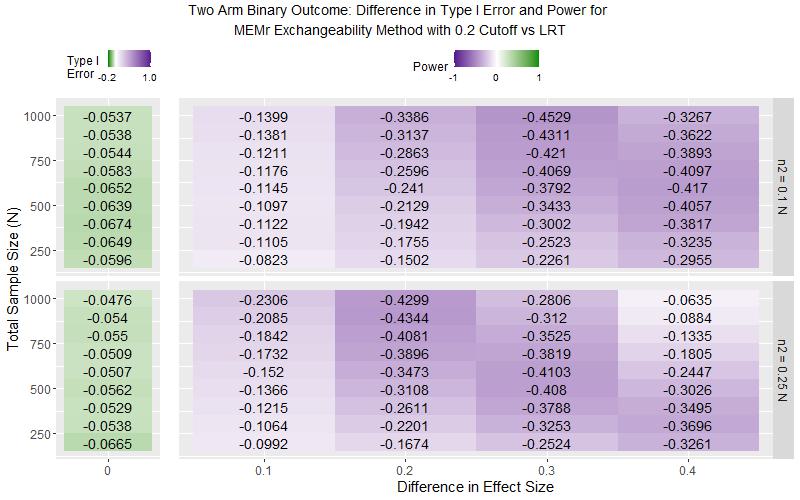 Two Arm Binary Outcome: Difference in Type I Error and Power for
MEMr Exchangeability Method with 0.2 Cutoff vs LRT
Type I
Error -0.2 1.0
Power -1 0 1
1000 -0.0537 -0.1399 -0.3386 -0.4529 -0.3267
-0.0538 -0.1381 -0.3137 -0.4311 -0.3622
750 -0.0544 -0.1211 -0.2863 -0.421 -0.3893
-0.0583 -0.1176 -0.2596 -0.4069 -0.4097
-0.0652 -0.1145 -0.241 -0.3792 -0.417
500 -0.0639 -0.1097 -0.2129 -0.3433 -0.4057
-0.0674 -0.1122 -0.1942 -0.3002 -0.3817
-0.0649 -0.1105 -0.1755 -0.2523 -0.3235
250 -0.0596 -0.0823 -0.1502 -0.2261 -0.2955
n2 = 0.1 N
1000 -0.0476 -0.2306 -0.4299 -0.2806 -0.0635
-0.054 -0.2085 -0.4344 -0.312 -0.0884
750 -0.055 -0.1842 -0.4081 -0.3525 -0.1335
-0.0509 -0.1732 -0.3896 -0.3819 -0.1805
-0.0507 -0.152 -0.3473 -0.4103 -0.2447
500 -0.0562 -0.1366 -0.3108 -0.408 -0.3026
-0.0529 -0.1215 -0.2611 -0.3788 -0.3495
-0.0538 -0.1064 -0.2201 -0.3253 -0.3696
250 -0.0665 -0.0992 -0.1674 -0.2524 -0.3261
n2 = 0.25 N
Total Sample Size (N)
0 0.1 0.2 0.3 0.4
Difference in Effect Size